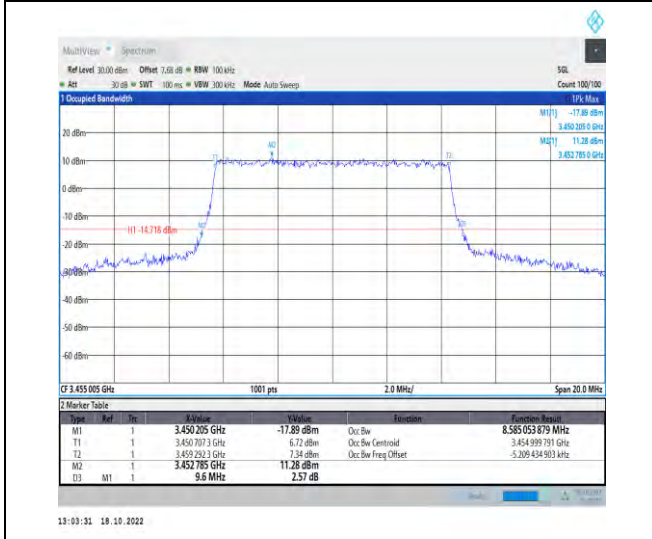 MultiView Spectrum
Ref Level 30.00 dBm Offset 7.68 dB RBW 100 kHz SGL
Att 30 dB SWT 100 ms VBW 300 kHz Mode Auto Sweep Count 100/100
1 Occupied Bandwidth 1Pk Max
M1[1] -17.89 dBm
3.450 205 0 GHz
20 dBm
M2[1] 11.28 dBm
3.452 785 0 GHz
M2
T1 T2
10 dBm
0 dBm
-10 dBm
M1 D3
H1 -14.718 dBm
-20 dBm
-30 dBm
-40 dBm
-50 dBm
-60 dBm
CF 3.455 005 GHz 1001 pts 2.0 MHz/ Span 20.0 MHz
2 Marker Table
Type Ref Trc X-Value Y-Value Function Function Result
M1 1 3.450 205 GHz -17.89 dBm Occ Bw 8.585 053 879 MHz
T1 1 3.450 707 3 GHz 6.72 dBm Occ Bw Centroid 3.454 999 791 GHz
T2 1 3.459 292 3 GHz 7.34 dBm Occ Bw Freq Offset -5.209 434 903 kHz
M2 1 3.452 785 GHz 11.28 dBm
D3 M1 1 9.6 MHz 2.57 dB
13:03:31 18.10.2022